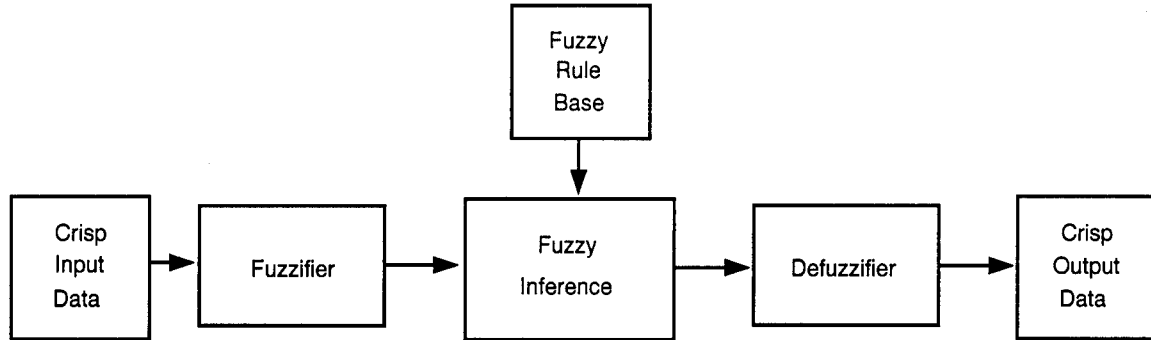 Fuzzy
Rule
Base
Crisp
Input
Data
Fuzzifier
Fuzzy
Inference
Defuzzifier
Crisp
Output
Data